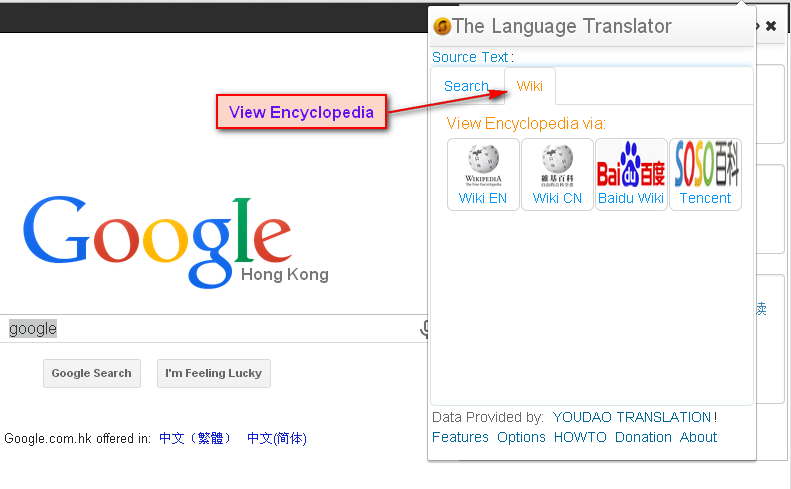 The Language Translator
Source Text :
Search
Wiki
View Encyclopedia
View Encyclopedia via:
WIKIPEDIA
The Free Encyclopedia
Wiki EN
維基百科
自由的百科全書
Wiki CN
Bai du 百度
Baidu Wiki
SOSO百科
Tencent
Google
Hong Kong
google
读
Google Search
I'm Feeling Lucky
Data Provided by: YOUDAO TRANSLATION !
Features Options HOWTO Donation About
Google.com.hk offered in: 中文（繁體） 中文(简体)